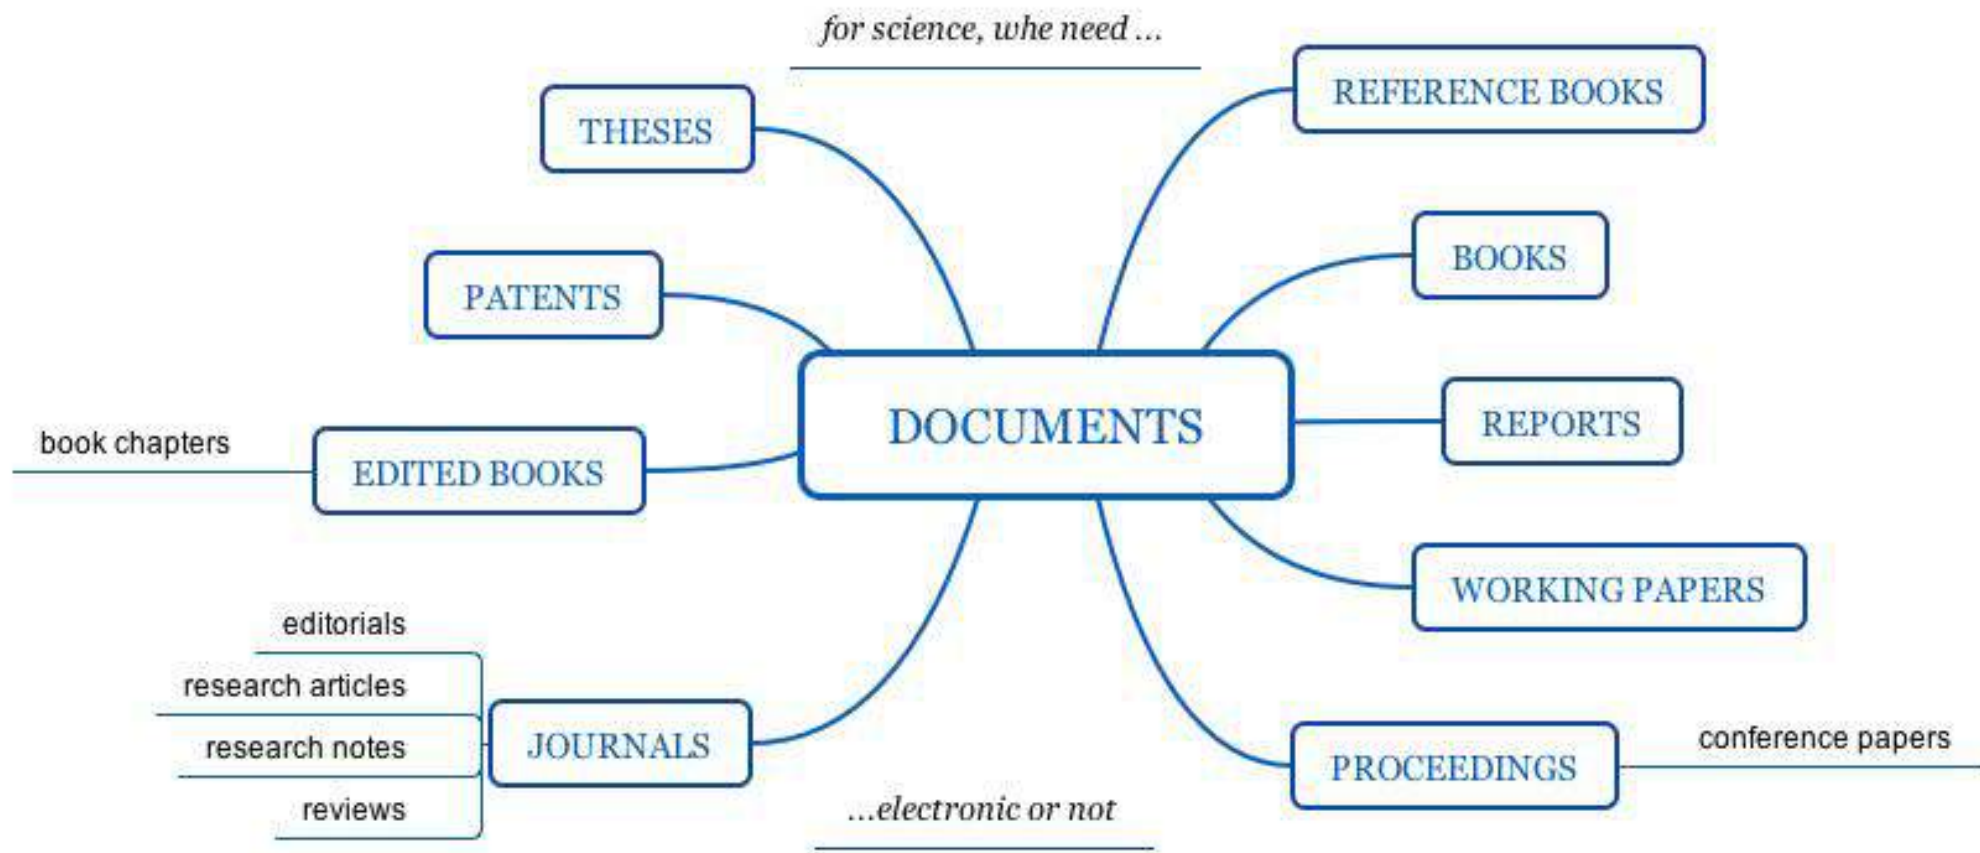 for science, whe need ...
THESES
REFERENCE BOOKS
PATENTS
BOOKS
DOCUMENTS
REPORTS
book chapters
EDITED BOOKS
WORKING PAPERS
editorials
research articles
research notes
reviews
JOURNALS
PROCEEDINGS
conference papers
...electronic or not